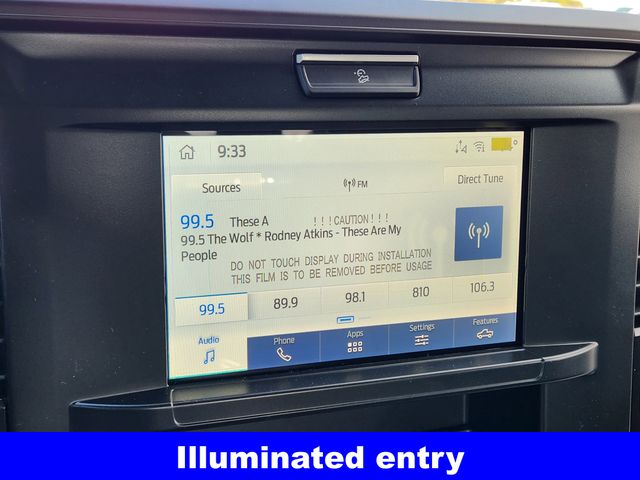 9:33
Sources
FM
Direct Tune
99.5 These A
!!!CAUTION!!!
99.5 The Wolf * Rodney Atkins - These Are My
People
DO NOT TOUCH DISPLAY DURING INSTALLATION
THIS FILM IS TO BE REMOVED BEFORE USAGE
99.5 89.9 98.1 810 106.3
Audio Phone Apps Settings Features
Illuminated entry